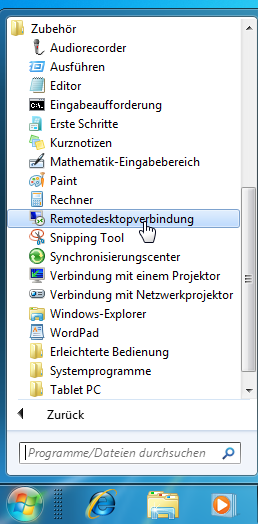 Zubehör
Audiorecorder
Ausführen
Editor
Eingabeaufforderung
Erste Schritte
Kurznotizen
Mathematik-Eingabebereich
Paint
Rechner
Remotedesktopverbindung
Snipping Tool
Synchronisierungscenter
Verbindung mit einem Projektor
Verbindung mit Netzwerkprojektor
Windows-Explorer
WordPad
Erleichterte Bedienung
Systemprogramme
Tablet PC
Zurück
Programme/Dateien durchsuchen